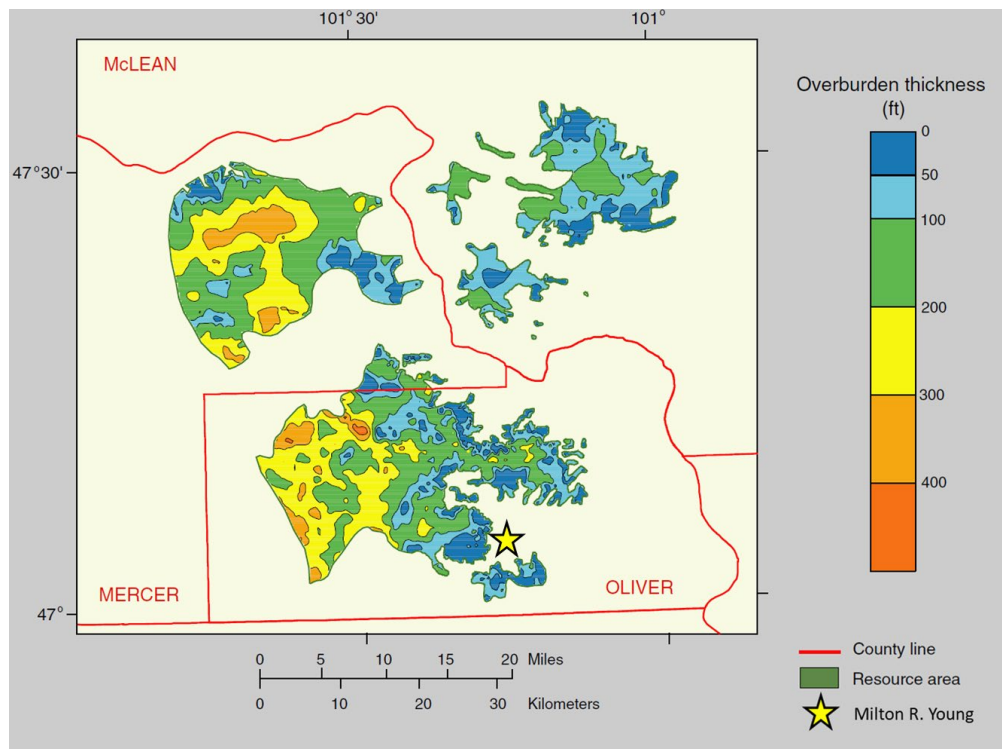 101° 30'
101°
McLEAN
47° 30'
47°
MERCER
OLIVER
Overburden thickness
(ft)
0
50
100
200
300
400
0 5 10 15 20 Miles
0 10 20 30 Kilometers
County line
Resource area
Milton R. Young